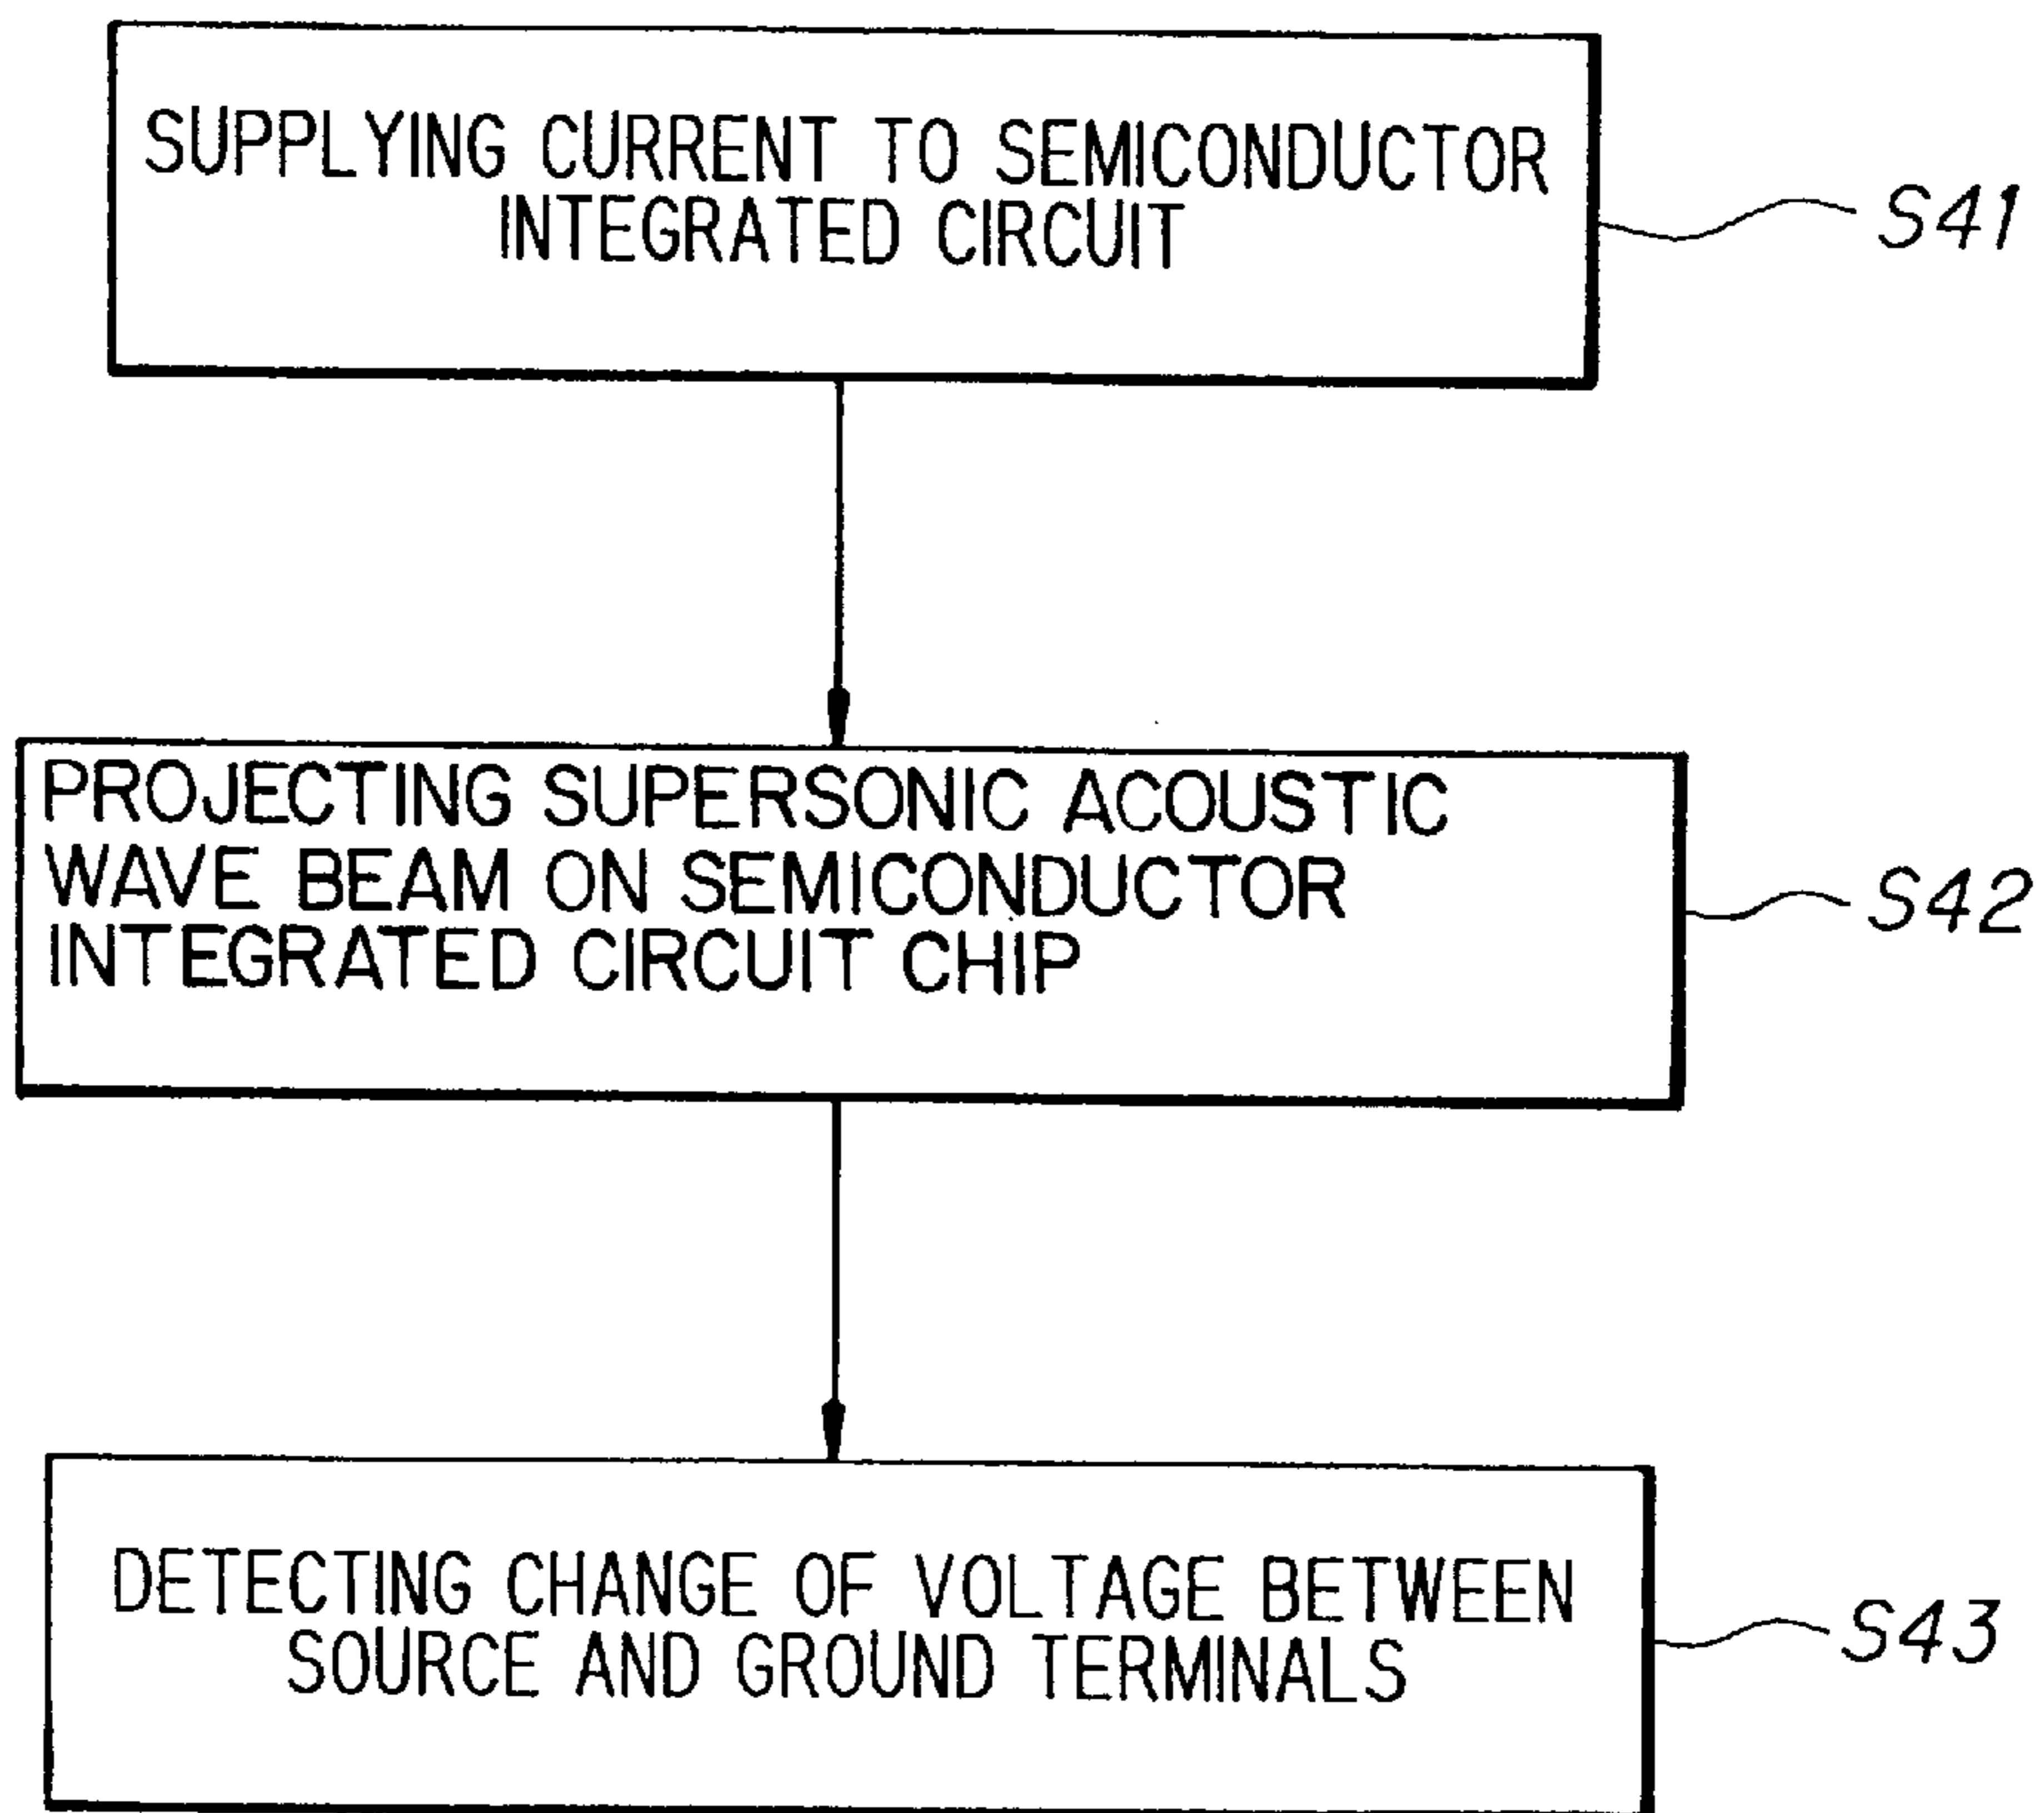 SUPPLYING CURRENT TO SEMICONDUCTOR
INTEGRATED CIRCUIT
S41
PROJECTING SUPERSONIC ACOUSTIC
WAVE BEAM ON SEMICONDUCTOR
INTEGRATED CIRCUIT CHIP
S42
DETECTING CHANGE OF VOLTAGE BETWEEN
SOURCE AND GROUND TERMINALS
S43